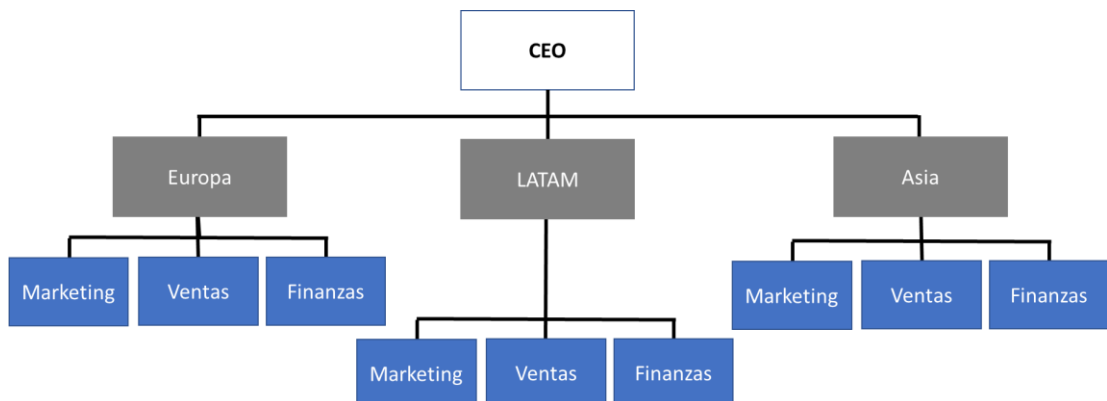 CEO
Europa
LATAM
Asia
Marketing
Ventas
Finanzas
Marketing
Ventas
Finanzas
Marketing
Ventas
Finanzas